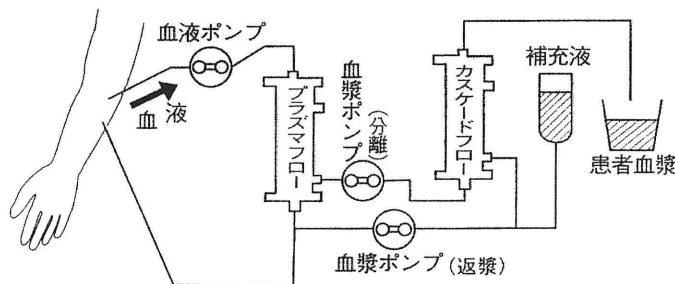 血液ポンプ
血液
プラズマフロー
血漿ポンプ
(分離)
カスケードフロー
補充液
患者血漿
血漿ポンプ(返漿)